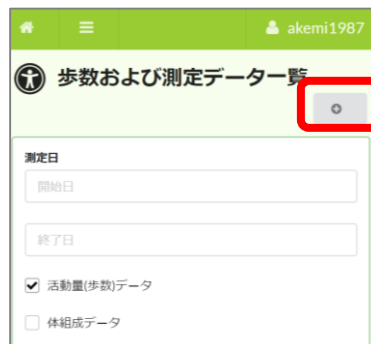 akemi1987
歩数および測定データ一覧
測定日
開始日
終了日
活動量(歩数)データ
体組成データ